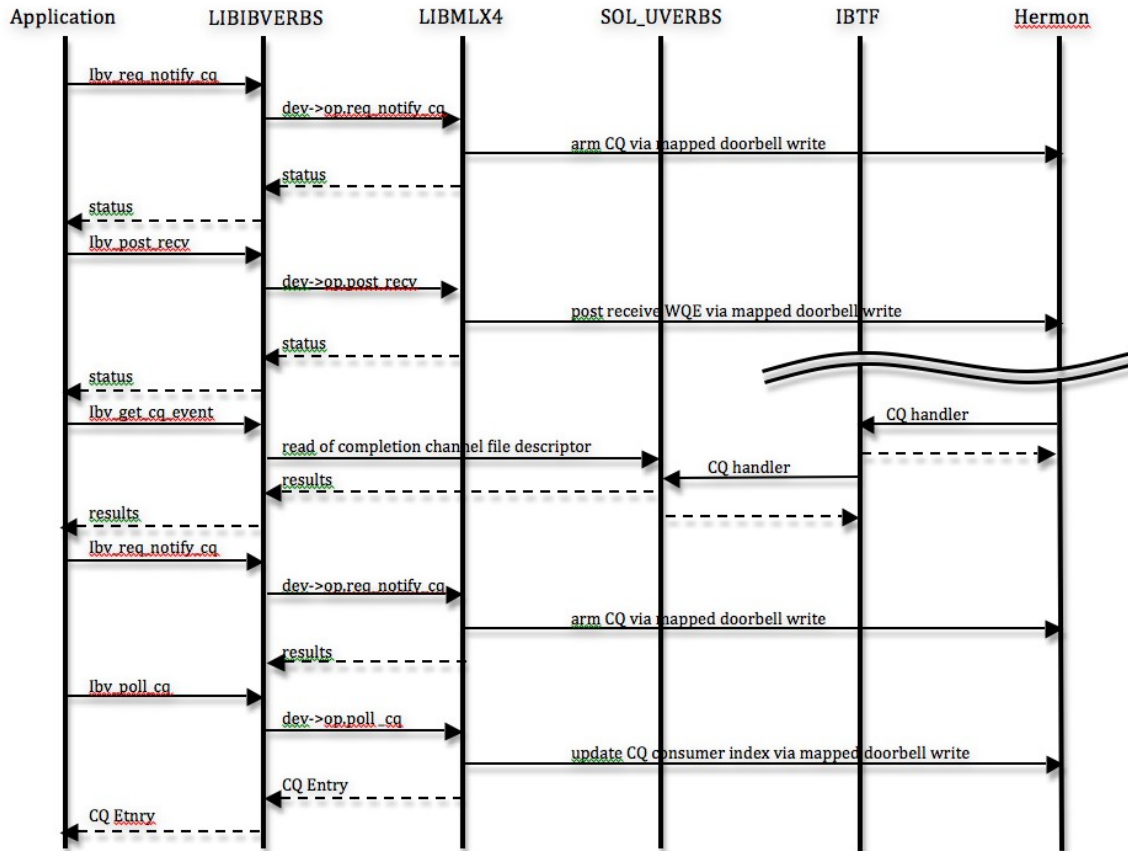 Application LIBIBVERBS LIBMLX4 SOL_UVERBS IBTF Hermon
Ibv_req_notify_cq
dev->op.req_notify_cq
arm CQ via mapped doorbell write
status
status
Ibv_post_recv
dev->op.post_recv
post receive WQE via mapped doorbell write
status
status
Ibv_get_cq_event
CQ handler
read of completion channel file descriptor
CQ handler
results
results
Ibv_req_notify_cq
dev->op.req_notify_cq
arm CQ via mapped doorbell write
results
Ibv_poll_cq
dev->op.poll_cq
update CQ consumer index via mapped doorbell write
CQ Entry
CQ Etnry